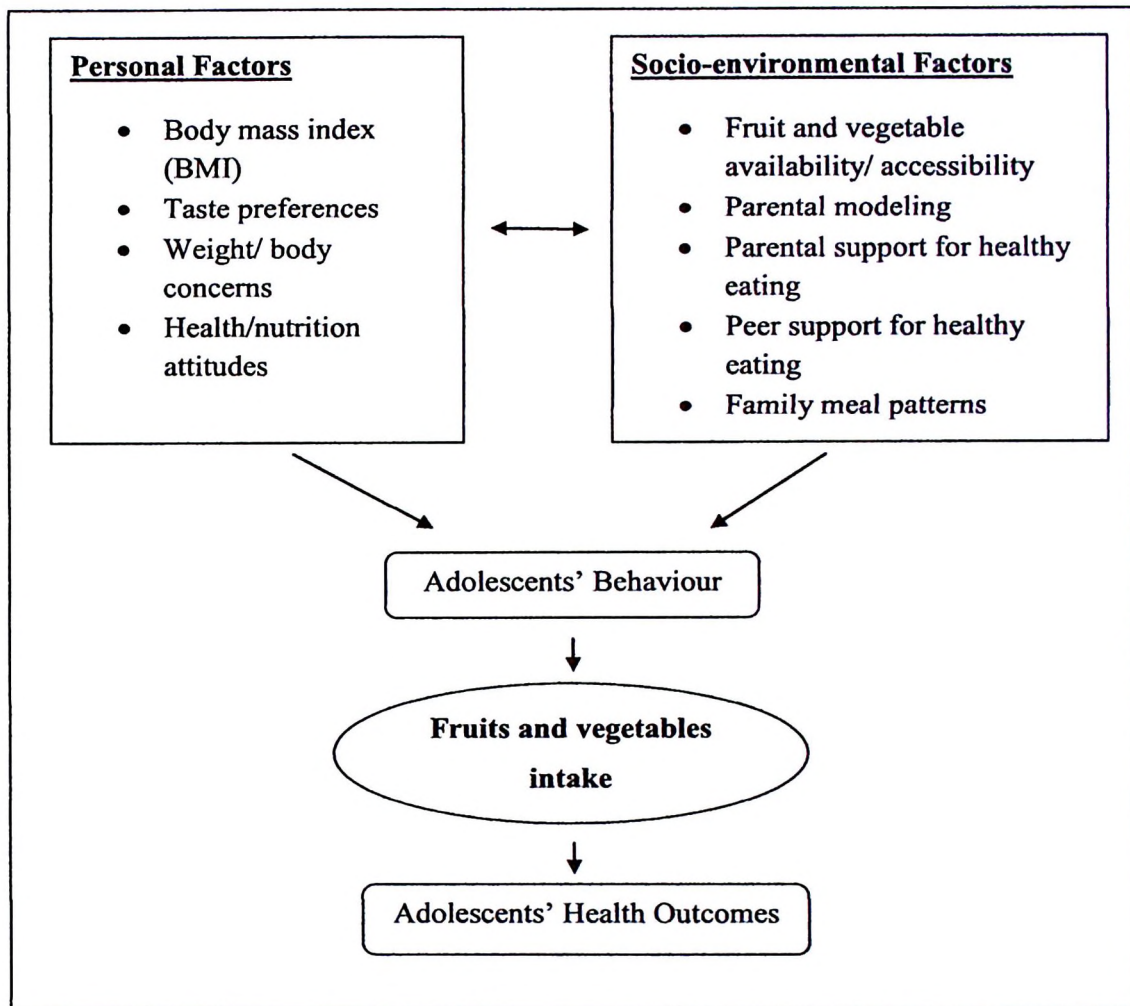 Personal Factors
• Body mass index
(BMI)
• Taste preferences
• Weight/ body
concerns
• Health/nutrition
attitudes
Socio-environmental Factors
• Fruit and vegetable
availability/ accessibility
• Parental modeling
• Parental support for healthy
eating
• Peer support for healthy
eating
• Family meal patterns
Adolescents’ Behaviour
Fruits and vegetables
intake
Adolescents’ Health Outcomes